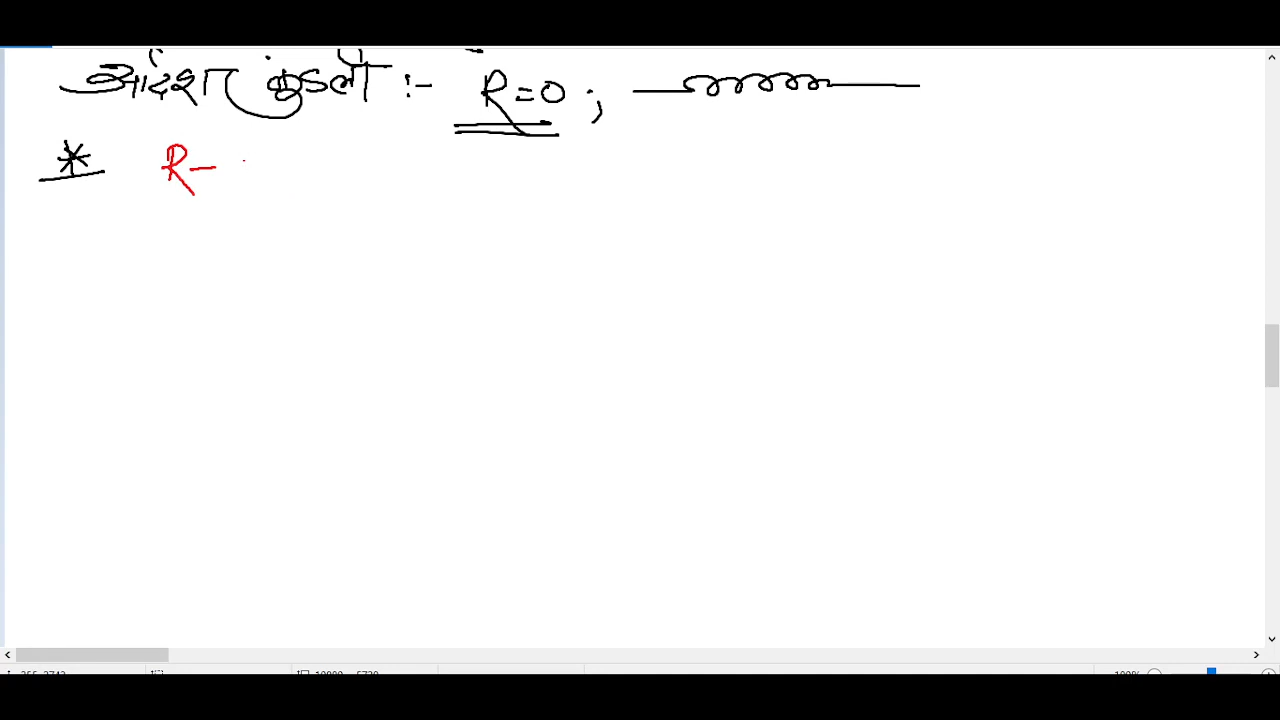 आदर्श कुंडली :- R=0 ;
* R-